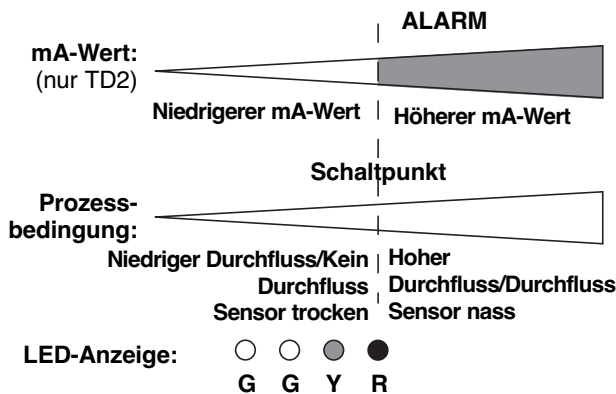 ALARM
mA-Wert:
(nur TD2)
Niedrigerer mA-Wert
Höherer mA-Wert
Schaltpunkt
Prozess-
bedingung:
Niedriger Durchfluss/Kein
Durchfluss
Sensor trocken
Hoher
Durchfluss/Durchfluss
Sensor nass
LED-Anzeige:
G G Y R